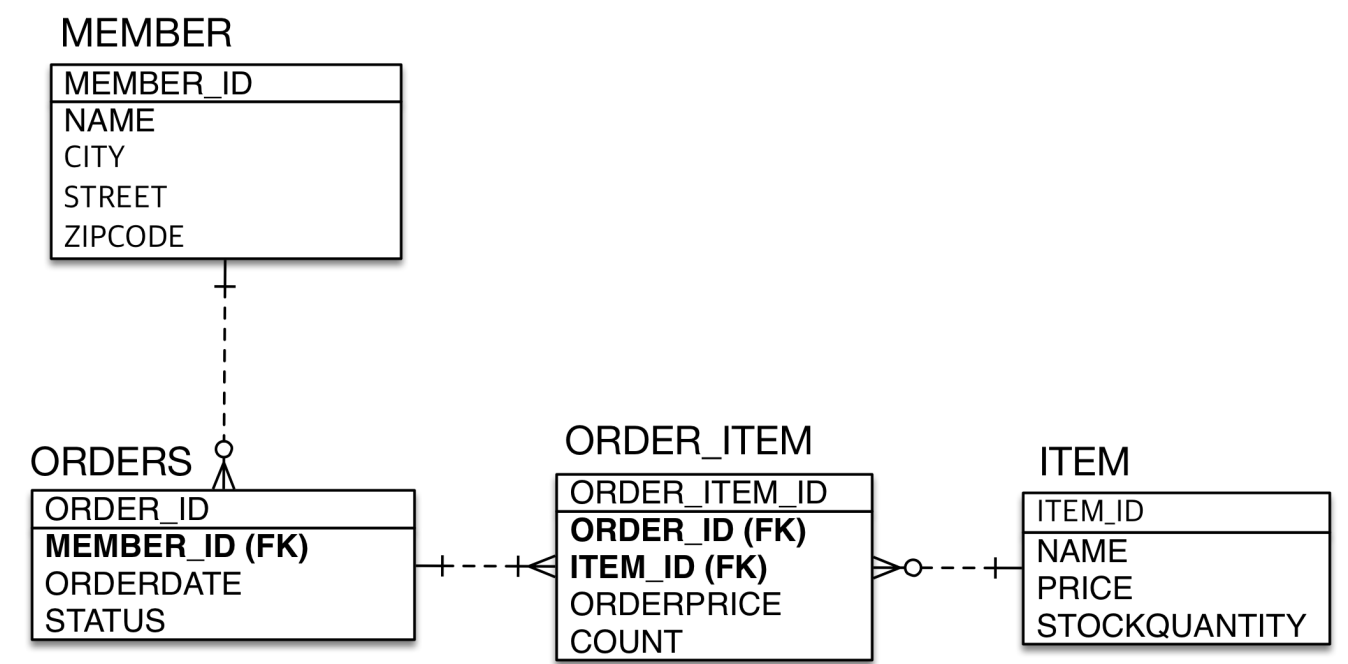 MEMBER
MEMBER_ID
NAME
CITY
STREET
ZIPCODE
ORDERS
ORDER_ID
MEMBER_ID (FK)
ORDERDATE
STATUS
ORDER_ITEM
ORDER_ITEM_ID
ORDER_ID (FK)
ITEM_ID (FK)
ORDERPRICE
COUNT
ITEM
ITEM_ID
NAME
PRICE
STOCKQUANTITY